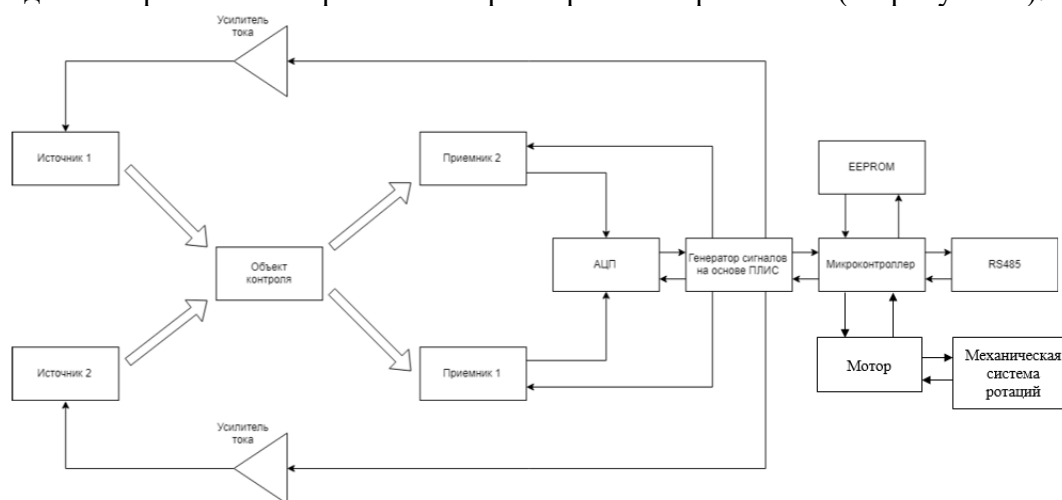 Усилитель
тока
Источник 1
Приемник 2
EEPROM
Объект
контроля
АЦП
Генератор сигналов
на основе ПЛИС
Микроконтроллер
RS485
Источник 2
Приемник 1
Мотор
Механическая
система
ротаций
Усилитель
тока